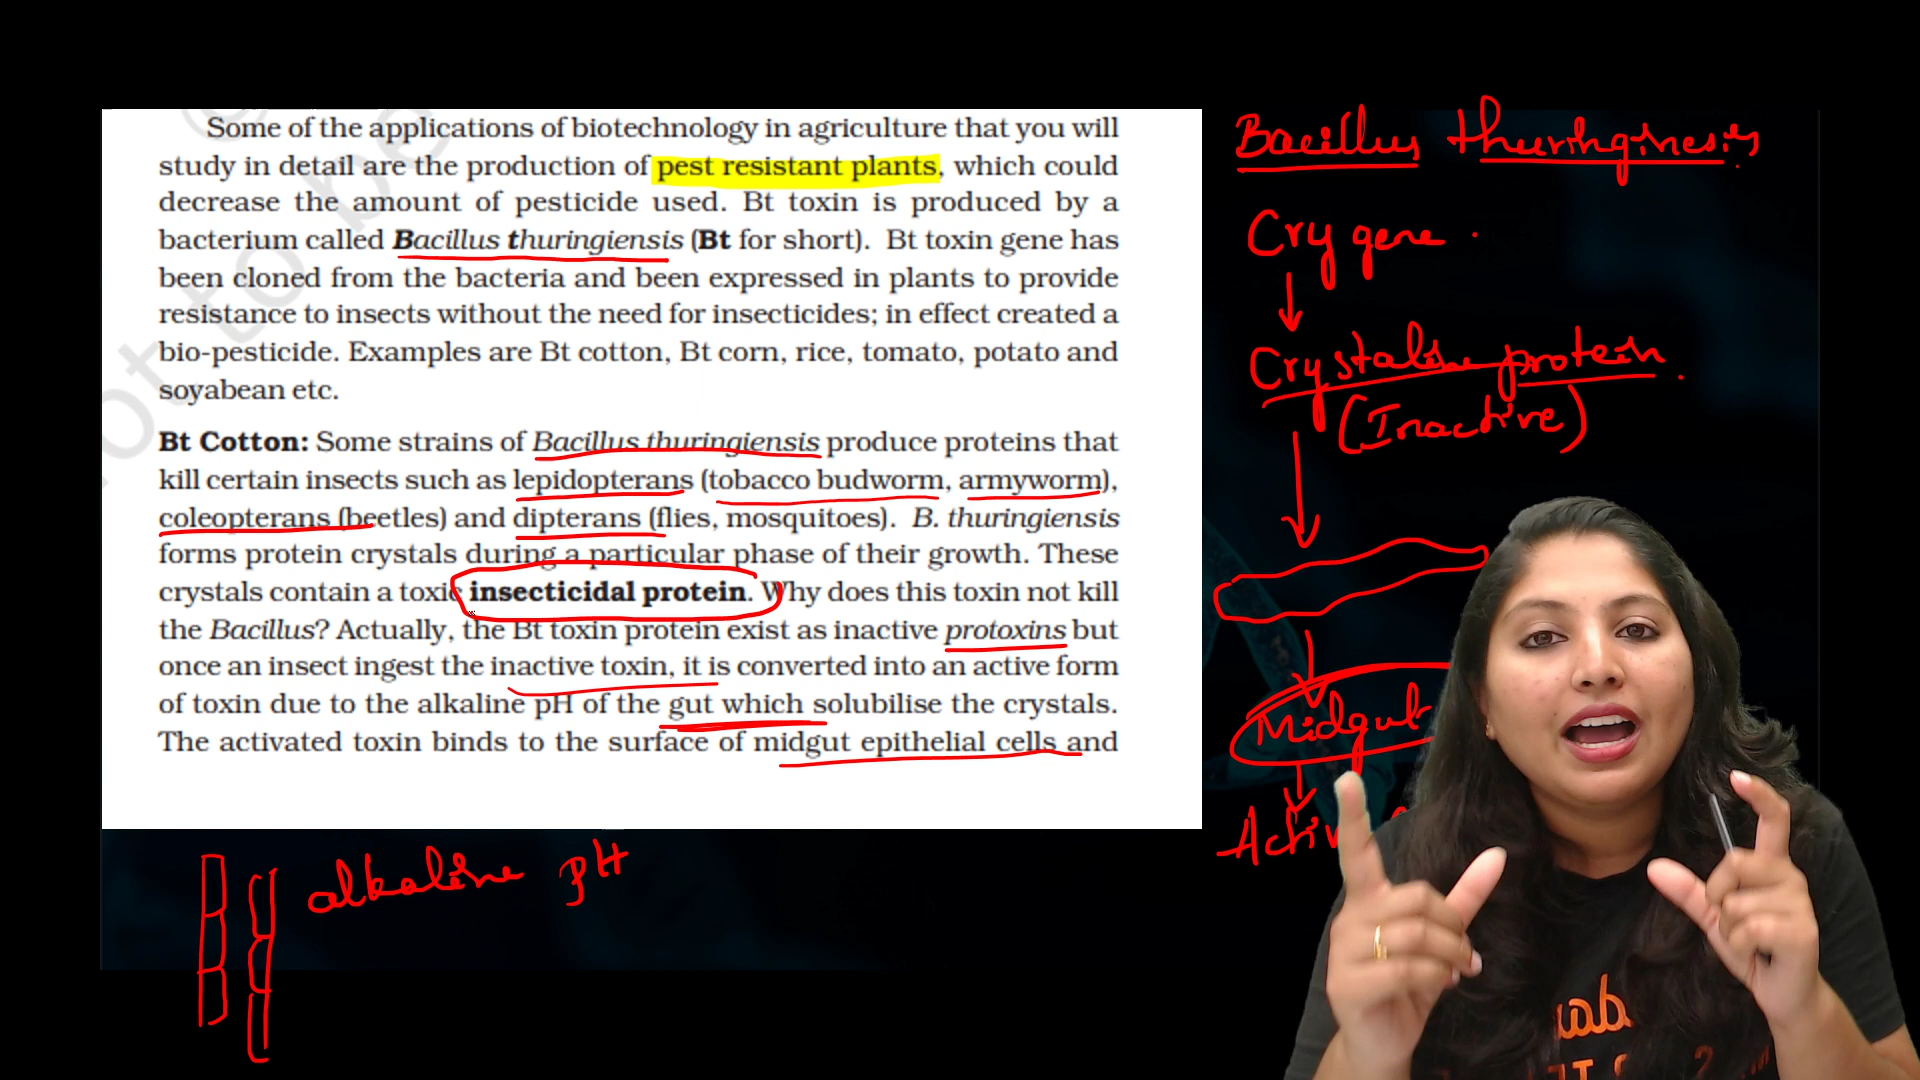 Some of the applications of biotechnology in agriculture that you will
study in detail are the production of pest resistant plants, which could
decrease the amount of pesticide used. Bt toxin is produced by a
bacterium called Bacillus thuringiensis (Bt for short). Bt toxin gene has
been cloned from the bacteria and been expressed in plants to provide
resistance to insects without the need for insecticides; in effect created a
bio-pesticide. Examples are Bt cotton, Bt corn, rice, tomato, potato and
soyabean etc.
Bt Cotton: Some strains of Bacillus thuringiensis produce proteins that
kill certain insects such as lepidopterans (tobacco budworm, armyworm),
coleopterans (beetles) and dipterans (flies, mosquitoes). B. thuringiensis
forms protein crystals during a particular phase of their growth. These
crystals contain a toxic insecticidal protein. Why does this toxin not kill
the Bacillus? Actually, the Bt toxin protein exist as inactive protoxins but
once an insect ingest the inactive toxin, it is converted into an active form
of toxin due to the alkaline pH of the gut which solubilise the crystals.
The activated toxin binds to the surface of midgut epithelial cells and
alkaline pH
Bacillus
Cry gene
Crystalline protein
(Inactive)
Midgut